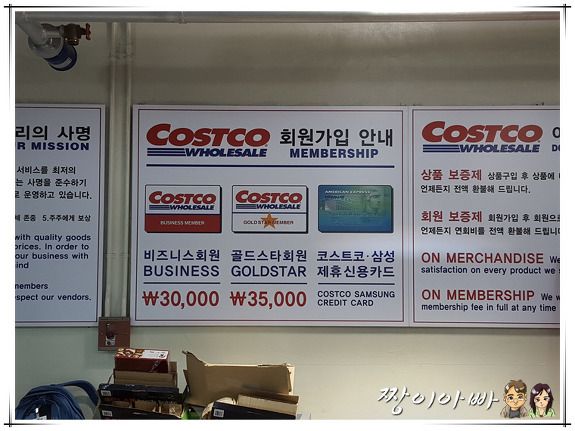 리의 사명
R MISSION
서비스를 최저의
는 사명을 준수하기
로 운영하고 있습니다.
체 존중 5.주주에게 보상
with quality goods
prices. In order to
our business with
mind
members
spect our vendors.
COSTCO
WHOLESALE
회원가입 안내
MEMBERSHIP
COSTCO
WHOLESALE
BUSINESS MEMBER
COSTCO
WHOLESALE
GOLD STAR MEMBER
AMERICAN EXPRESS
비즈니스회원
BUSINESS
₩30,000
골드스타회원
GOLDSTAR
₩35,000
코스트코·삼성
제휴신용카드
COSTCO SAMSUNG
CREDIT CARD
COSTCO
WHOLESALE
상품 보증제 상품구입 후 상품에
언제든지 전액 환불해 드립니다.
회원 보증제 회원가입 후 회원으로
언제든지 연회비를 전액 환불해 드립니다
ON MERCHANDISE We
satisfaction on every product we s
ON MEMBERSHIP We w
membership fee in full at any time
짱이아빠